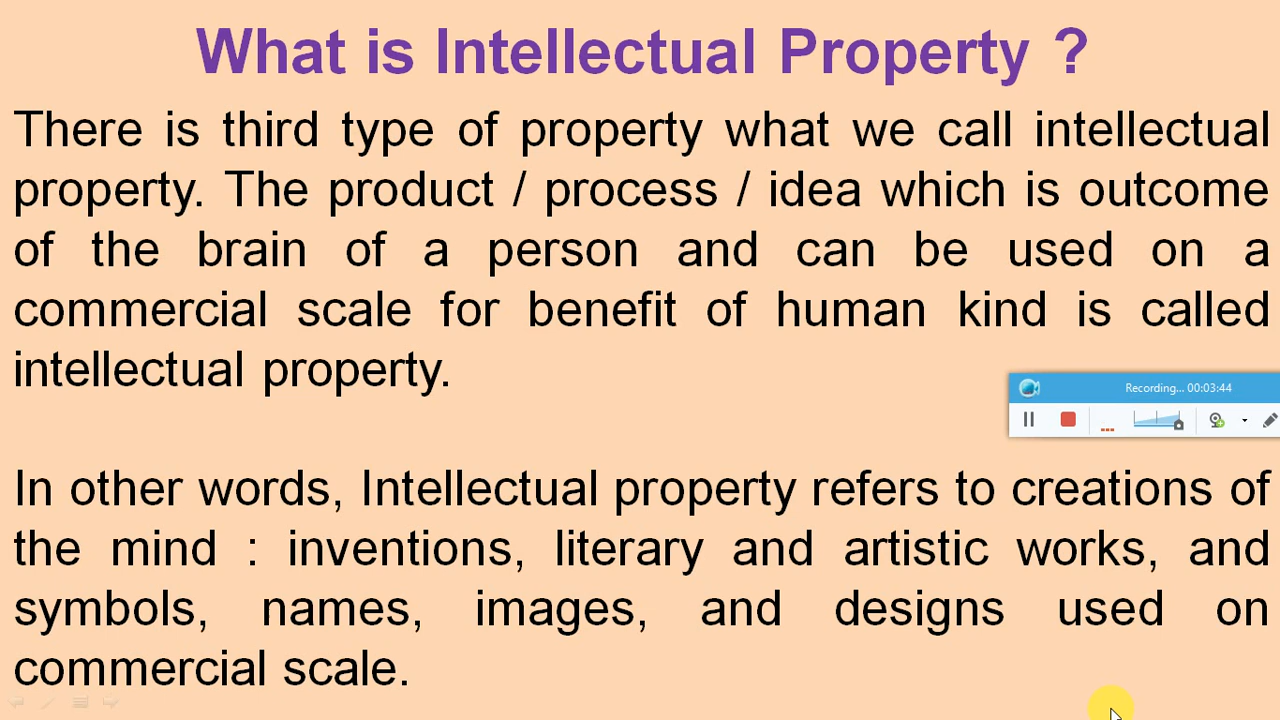 What is Intellectual Property ?
There is third type of property what we call intellectual
property. The product / process / idea which is outcome
of the brain of a person and can be used on a
commercial scale for benefit of human kind is called
intellectual property.
Recording... 00:03:44
In other words, Intellectual property refers to creations of
the mind : inventions, literary and artistic works, and
symbols, names, images, and designs used on
commercial scale.